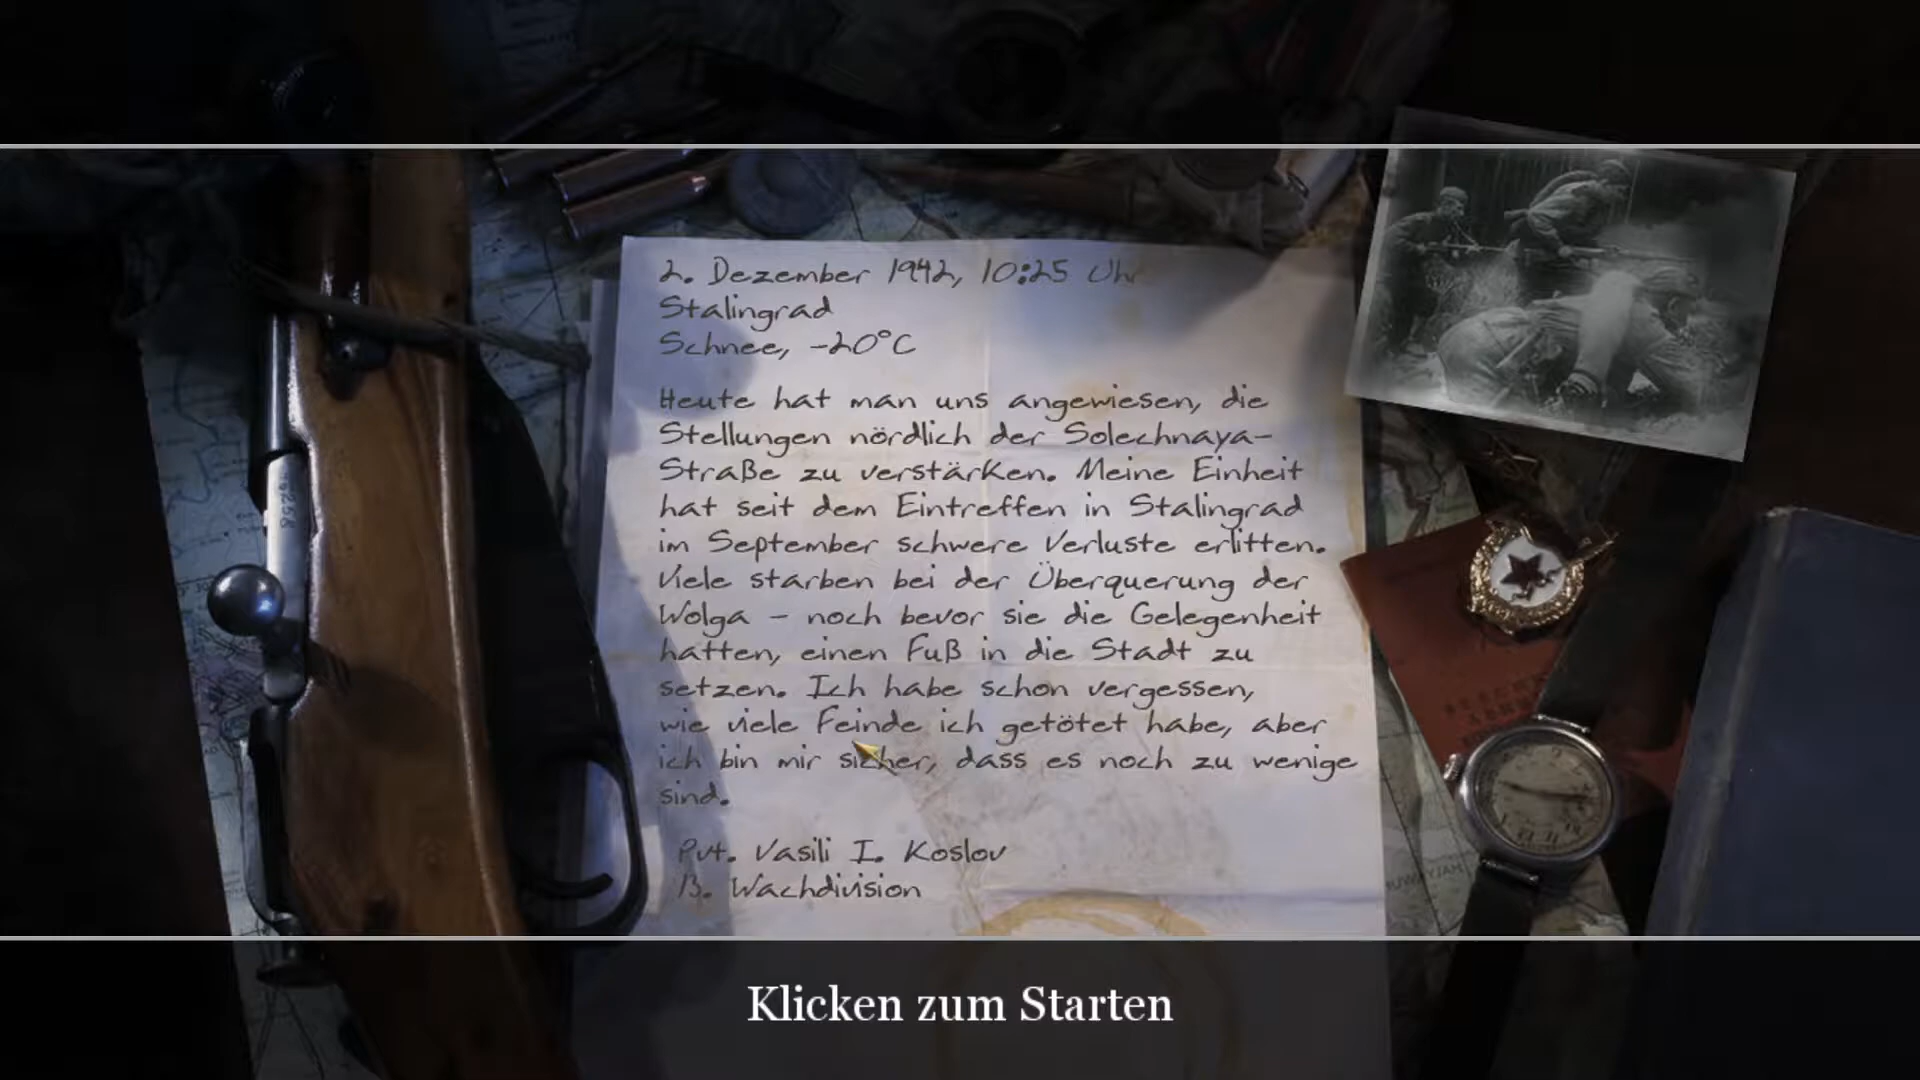 2. Dezember 1942, 10:25 Uhr
Stalingrad
Schnee, -20°C
Heute hat man uns angewiesen, die
Stellungen nördlich der Solechnaya-
Straße zu verstärken. Meine Einheit
hat seit dem Eintreffen in Stalingrad
im September schwere Verluste erlitten.
Viele starben bei der Überquerung der
Wolga - noch bevor sie die Gelegenheit
hatten, einen Fuß in die Stadt zu
setzen. Ich habe schon vergessen,
wie viele Feinde ich getötet habe, aber
ich bin mir sicher, dass es noch zu wenige
sind.
Pvt. Vasili I. Koslov
13. Wachdivision
Klicken zum Starten